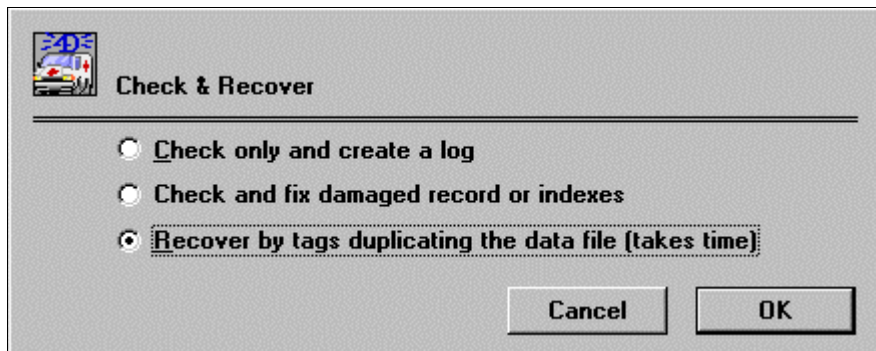 4D
Check & Recover
Check only and create a log
Check and fix damaged record or indexes
Recover by tags duplicating the data file (takes time)
Cancel
OK